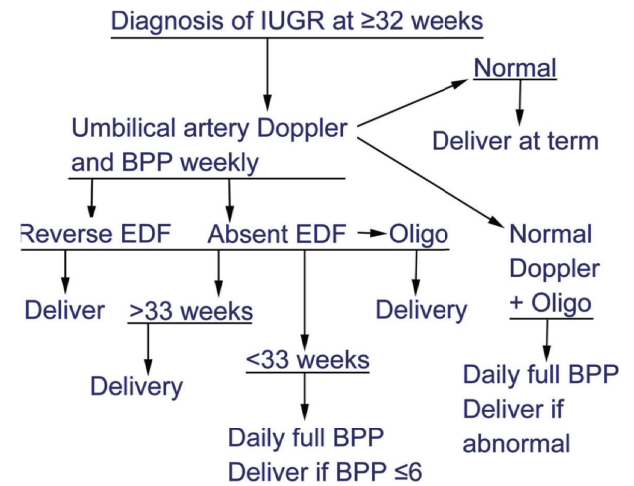 Diagnosis of IUGR at ≥32 weeks
Normal
Deliver at term
Umbilical artery Doppler
and BPP weekly
Reverse EDF
Absent EDF
Oligo
Normal
Doppler
+ Oligo
Deliver
>33 weeks
Delivery
Delivery
<33 weeks
Daily full BPP
Deliver if BPP ≤6
Daily full BPP
Deliver if
abnormal